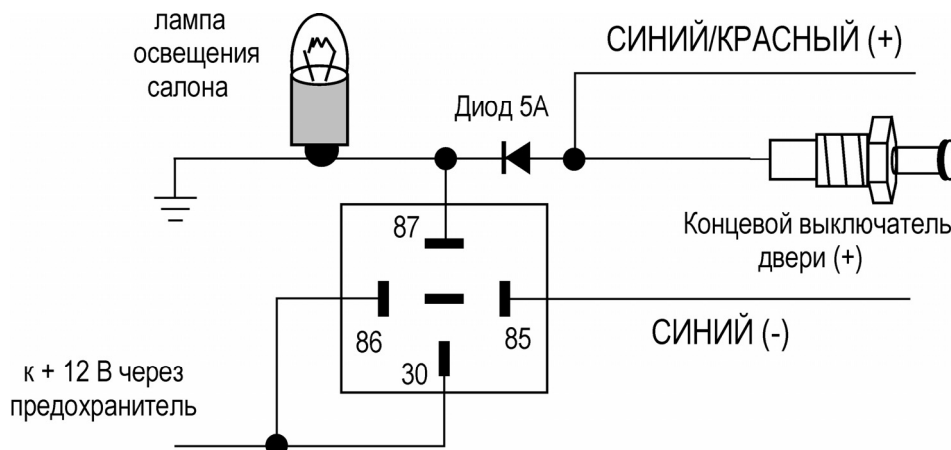 лампа
освещения
салона
СИНИЙ/КРАСНЫЙ (+)
Диод 5А
Концевой выключатель
двери (+)
87
86
85
30
СИНИЙ (-)
к + 12 В через
предохранитель